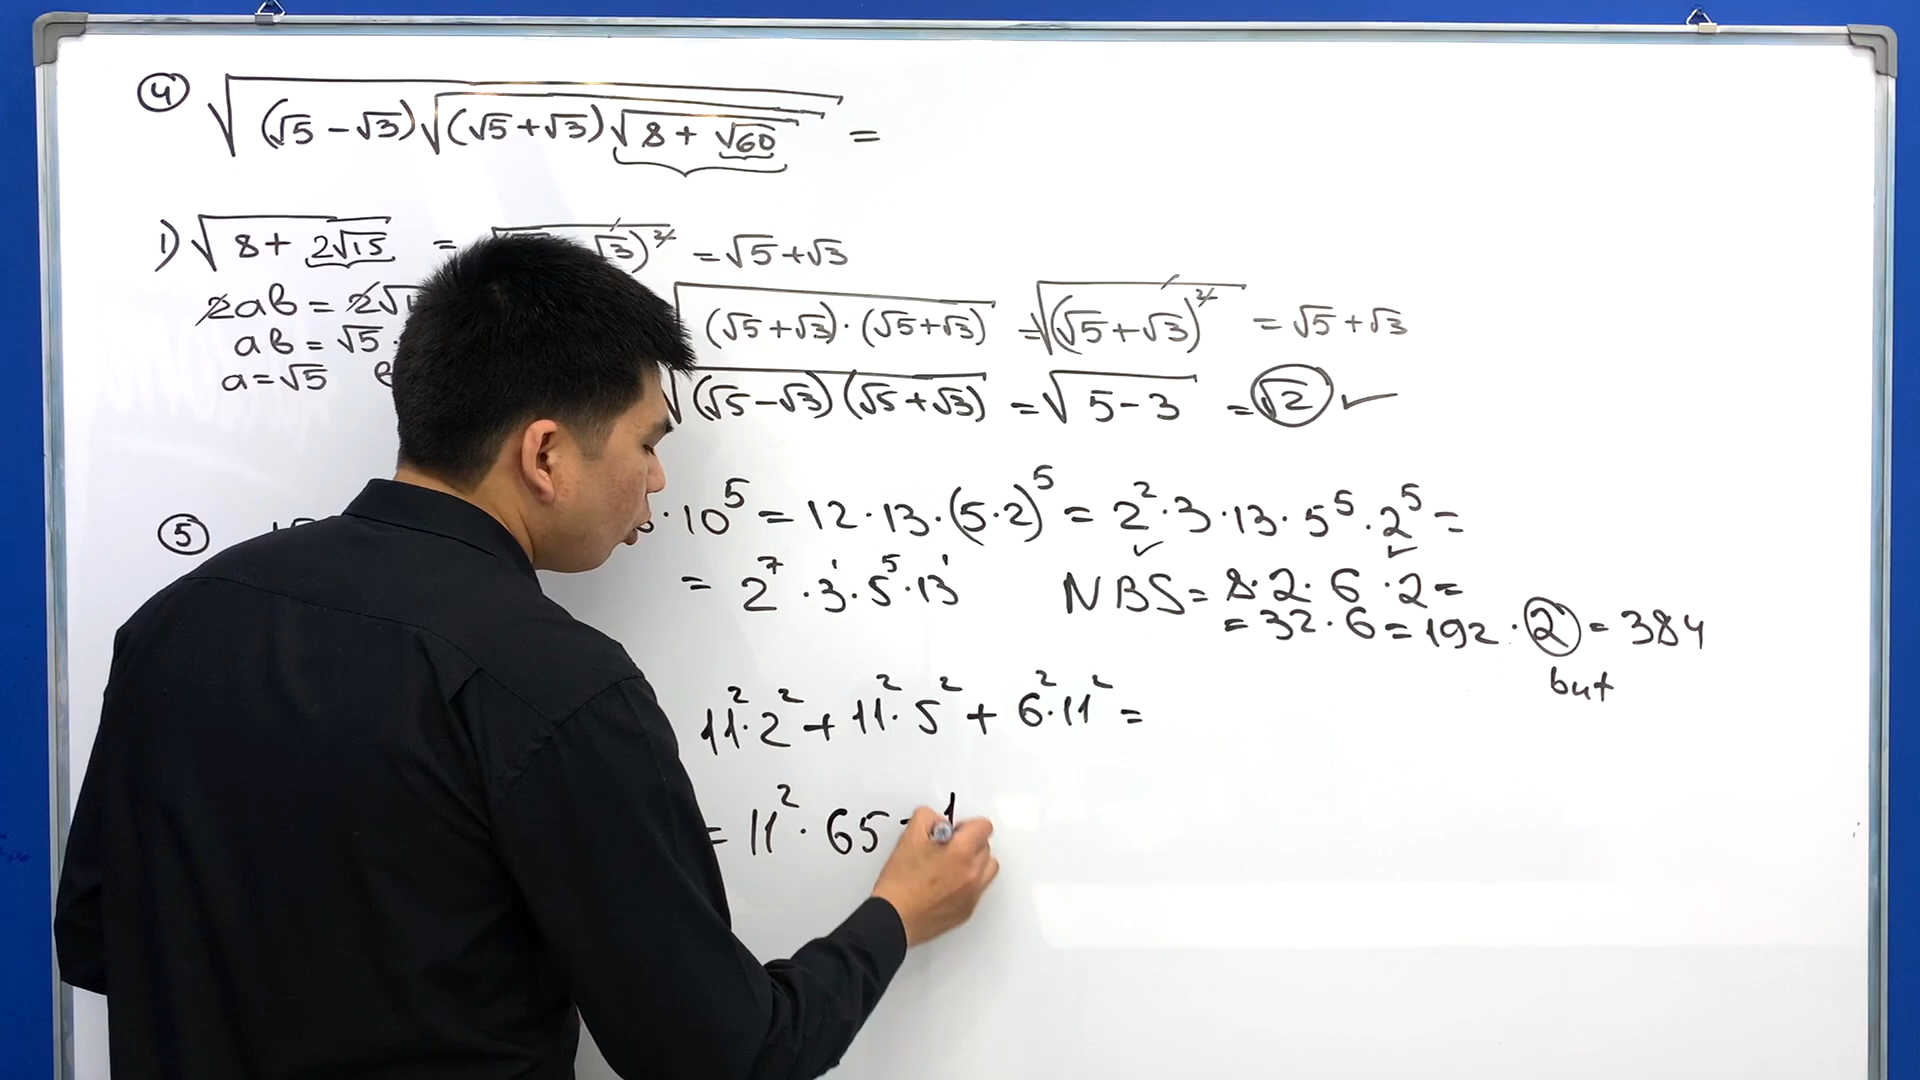 ④ √((√5 − √3)√((√5 + √3)√(8 + √60))) =
1) √(8 + 2√15) = √3)² = √5 + √3
2ab = 2√1
ab = √5 ·
a = √5
√((√5 + √3) · (√5 + √3)) = √((√5 + √3)²) = √5 + √3
√((√5 − √3)(√5 + √3)) = √(5 − 3) = √2 ✓
⑤ · 10⁵ = 12 · 13 · (5 · 2)⁵ = 2² · 3 · 13 · 5⁵ · 2⁵ =
= 2⁷ · 3¹ · 5⁵ · 13¹ NBS = 8 · 2 · 6 · 2 =
= 32 · 6 = 192 · 2 = 384
but
11² · 2² + 11² · 5² + 6² · 11² =
= 11² · 65 =